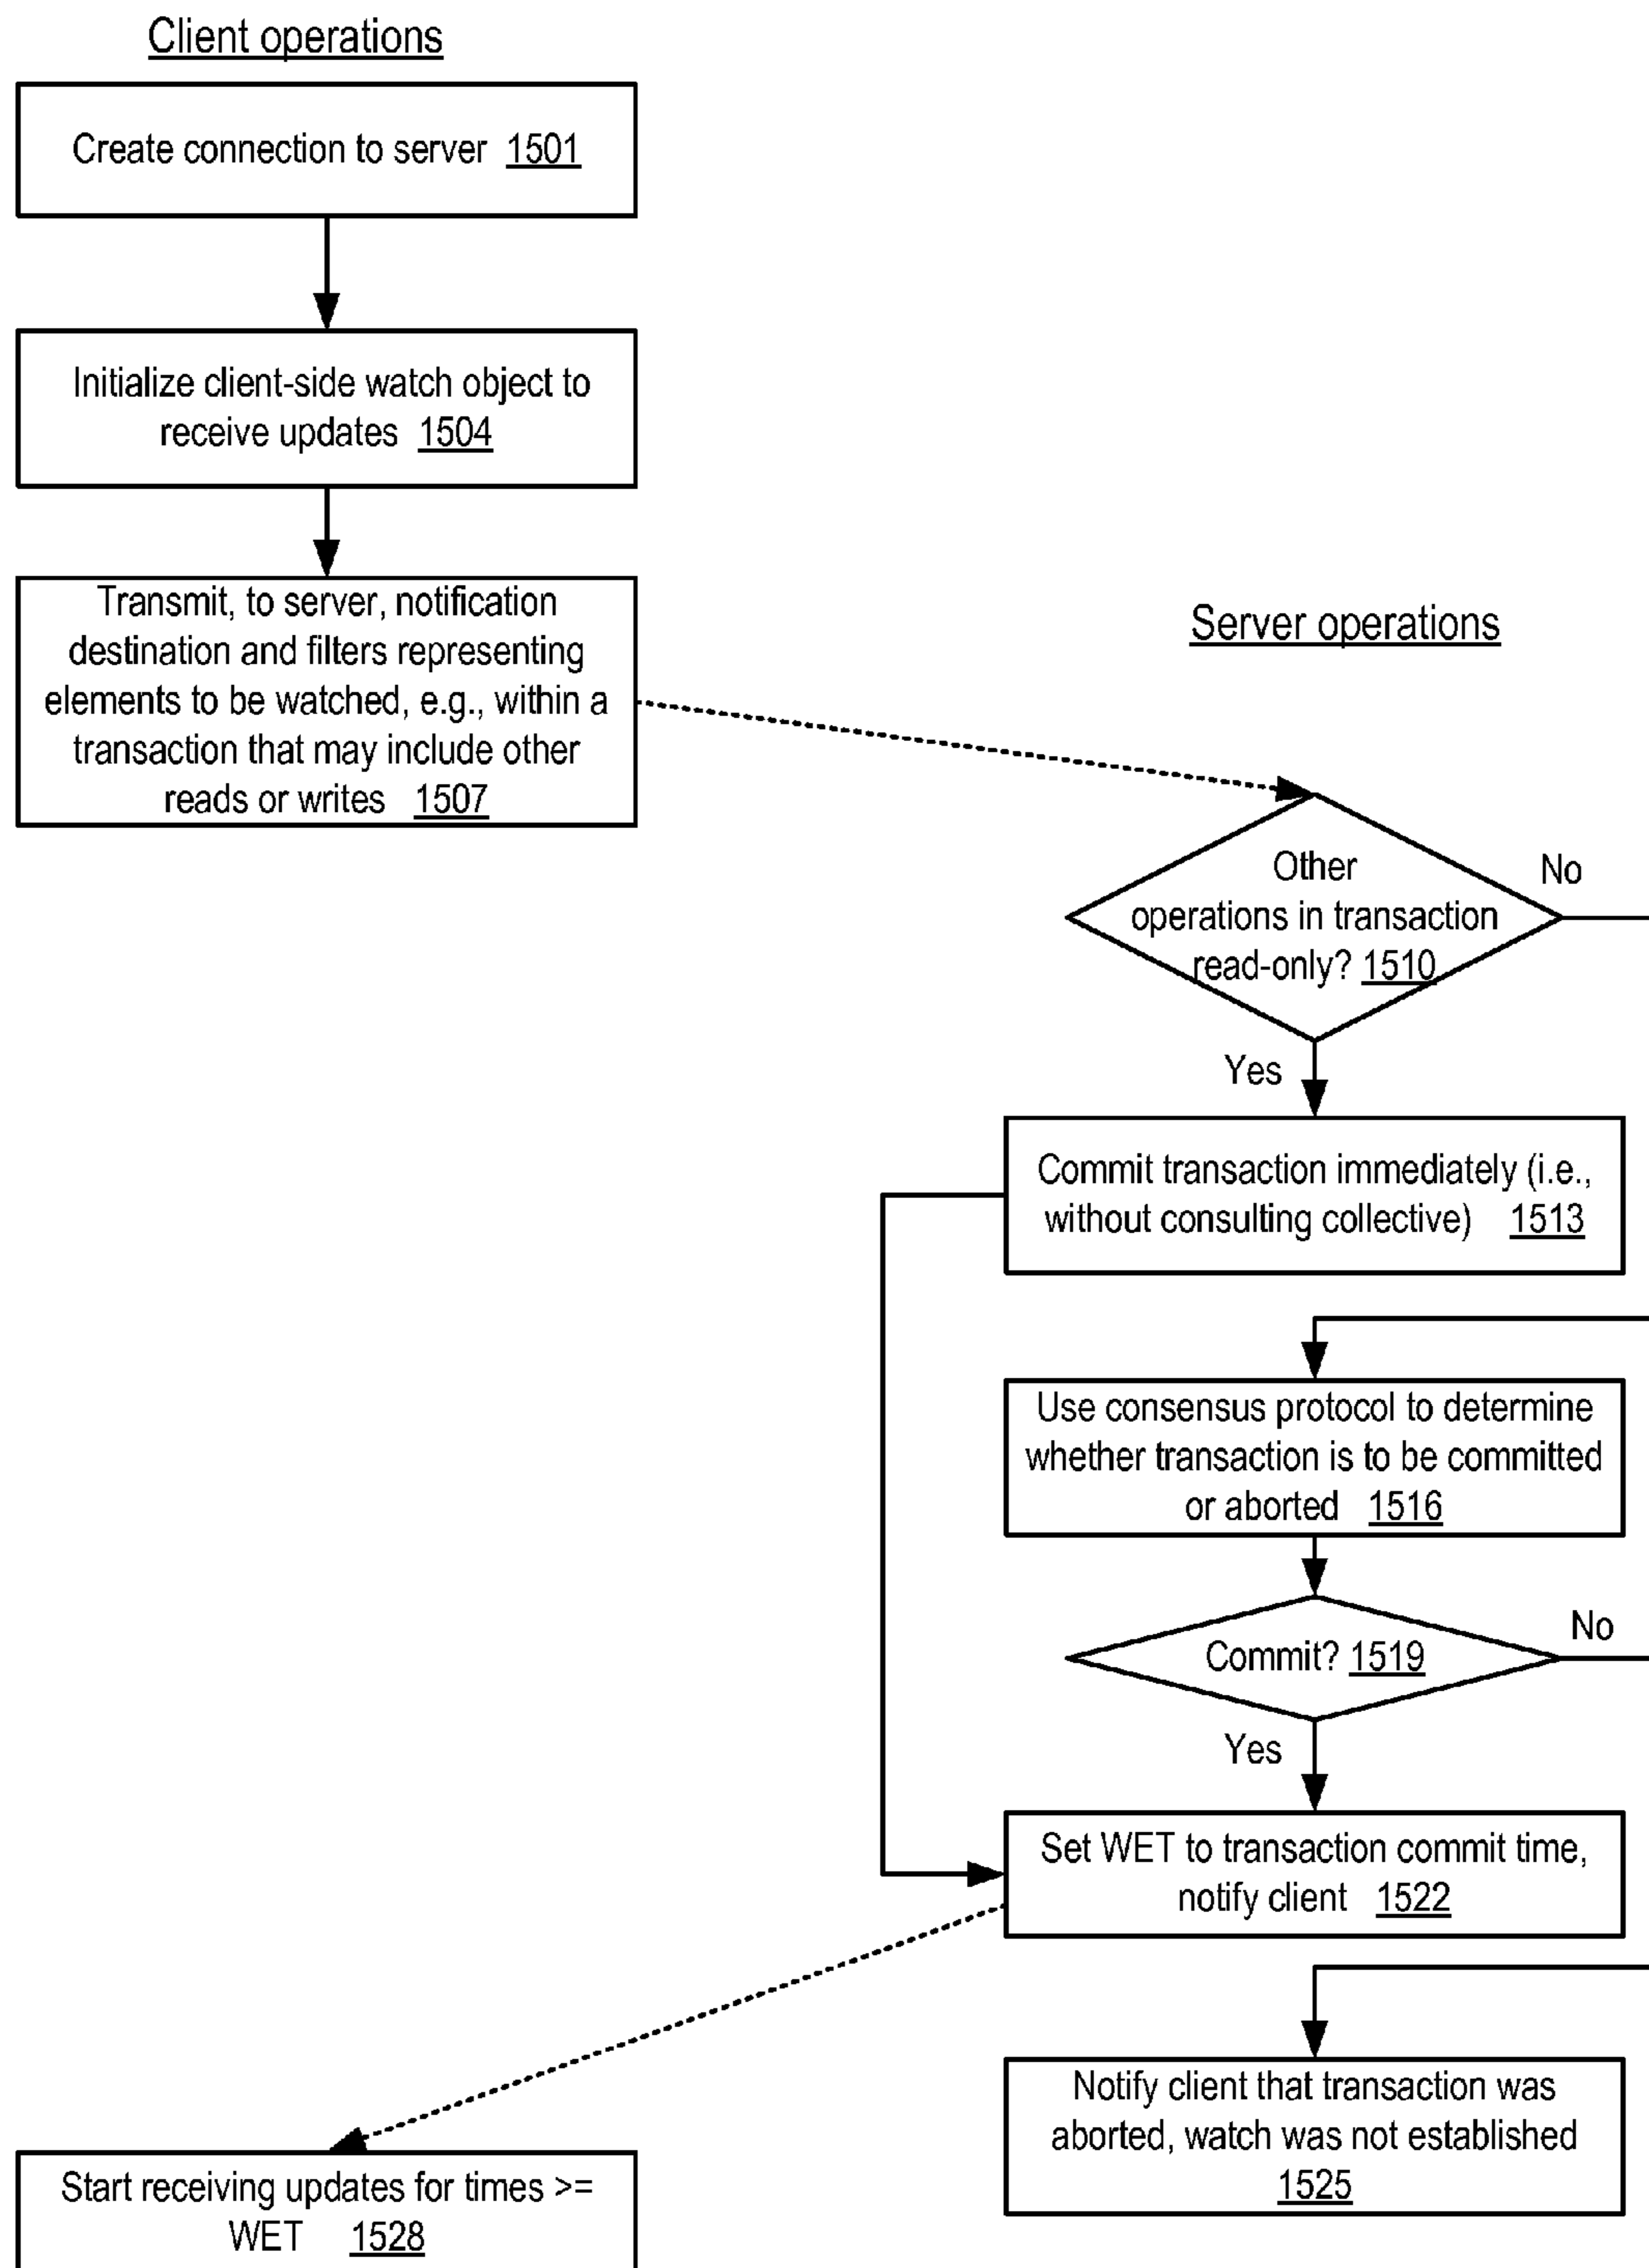 Client operations
Create connection to server 1501
Initialize client-side watch object to
receive updates 1504
Transmit, to server, notification
destination and filters representing
elements to be watched, e.g., within a
transaction that may include other
reads or writes 1507
Server operations
Other
operations in transaction
read-only? 1510
No
Yes
Commit transaction immediately (i.e.,
without consulting collective) 1513
Use consensus protocol to determine
whether transaction is to be committed
or aborted 1516
Commit? 1519
No
Yes
Set WET to transaction commit time,
notify client 1522
Notify client that transaction was
aborted, watch was not established
1525
Start receiving updates for times >=
WET 1528